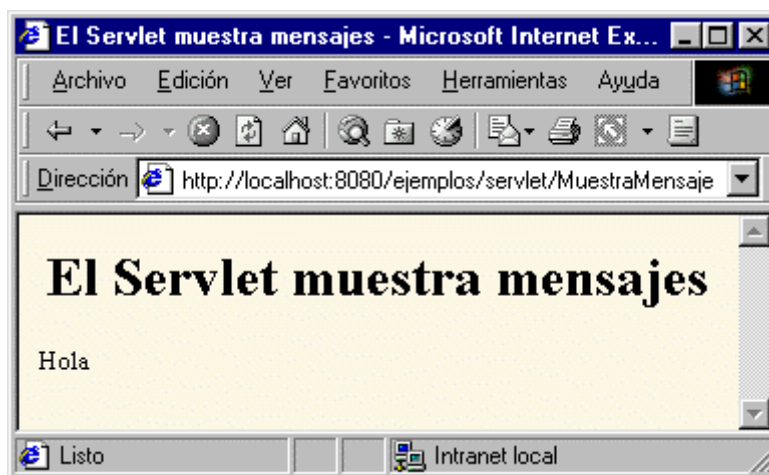 El Servlet muestra mensajes - Microsoft Internet Ex...
Archivo Edición Ver Favoritos Herramientas Ayuda
Dirección http://localhost:8080/ejemplos/servlet/MuestraMensaje
El Servlet muestra mensajes
Hola
Listo Intranet local